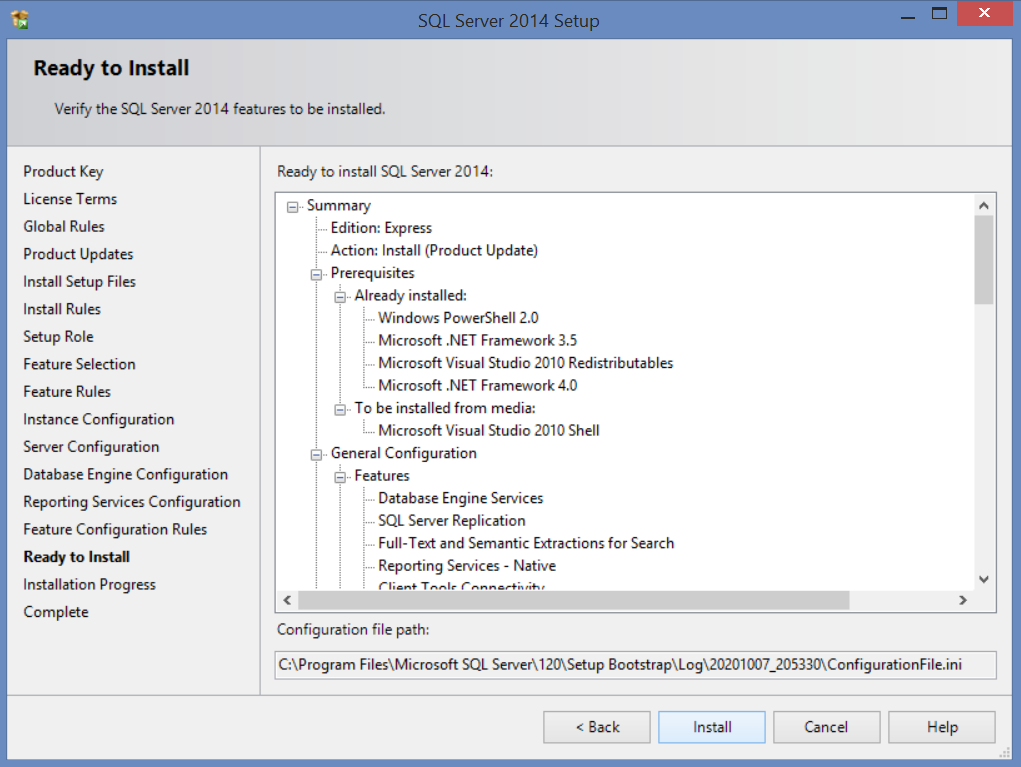 SQL Server 2014 Setup
Ready to Install
Verify the SQL Server 2014 features to be installed.
Product Key
License Terms
Global Rules
Product Updates
Install Setup Files
Install Rules
Setup Role
Feature Selection
Feature Rules
Instance Configuration
Server Configuration
Database Engine Configuration
Reporting Services Configuration
Feature Configuration Rules
Ready to Install
Installation Progress
Complete
Ready to install SQL Server 2014:
Summary
Edition: Express
Action: Install (Product Update)
Prerequisites
Already installed:
Windows PowerShell 2.0
Microsoft .NET Framework 3.5
Microsoft Visual Studio 2010 Redistributables
Microsoft .NET Framework 4.0
To be installed from media:
Microsoft Visual Studio 2010 Shell
General Configuration
Features
Database Engine Services
SQL Server Replication
Full-Text and Semantic Extractions for Search
Reporting Services - Native
Client Tools Connectivity
Configuration file path:
C:\Program Files\Microsoft SQL Server\120\Setup Bootstrap\Log\20201007_205330\ConfigurationFile.ini
< Back
Install
Cancel
Help